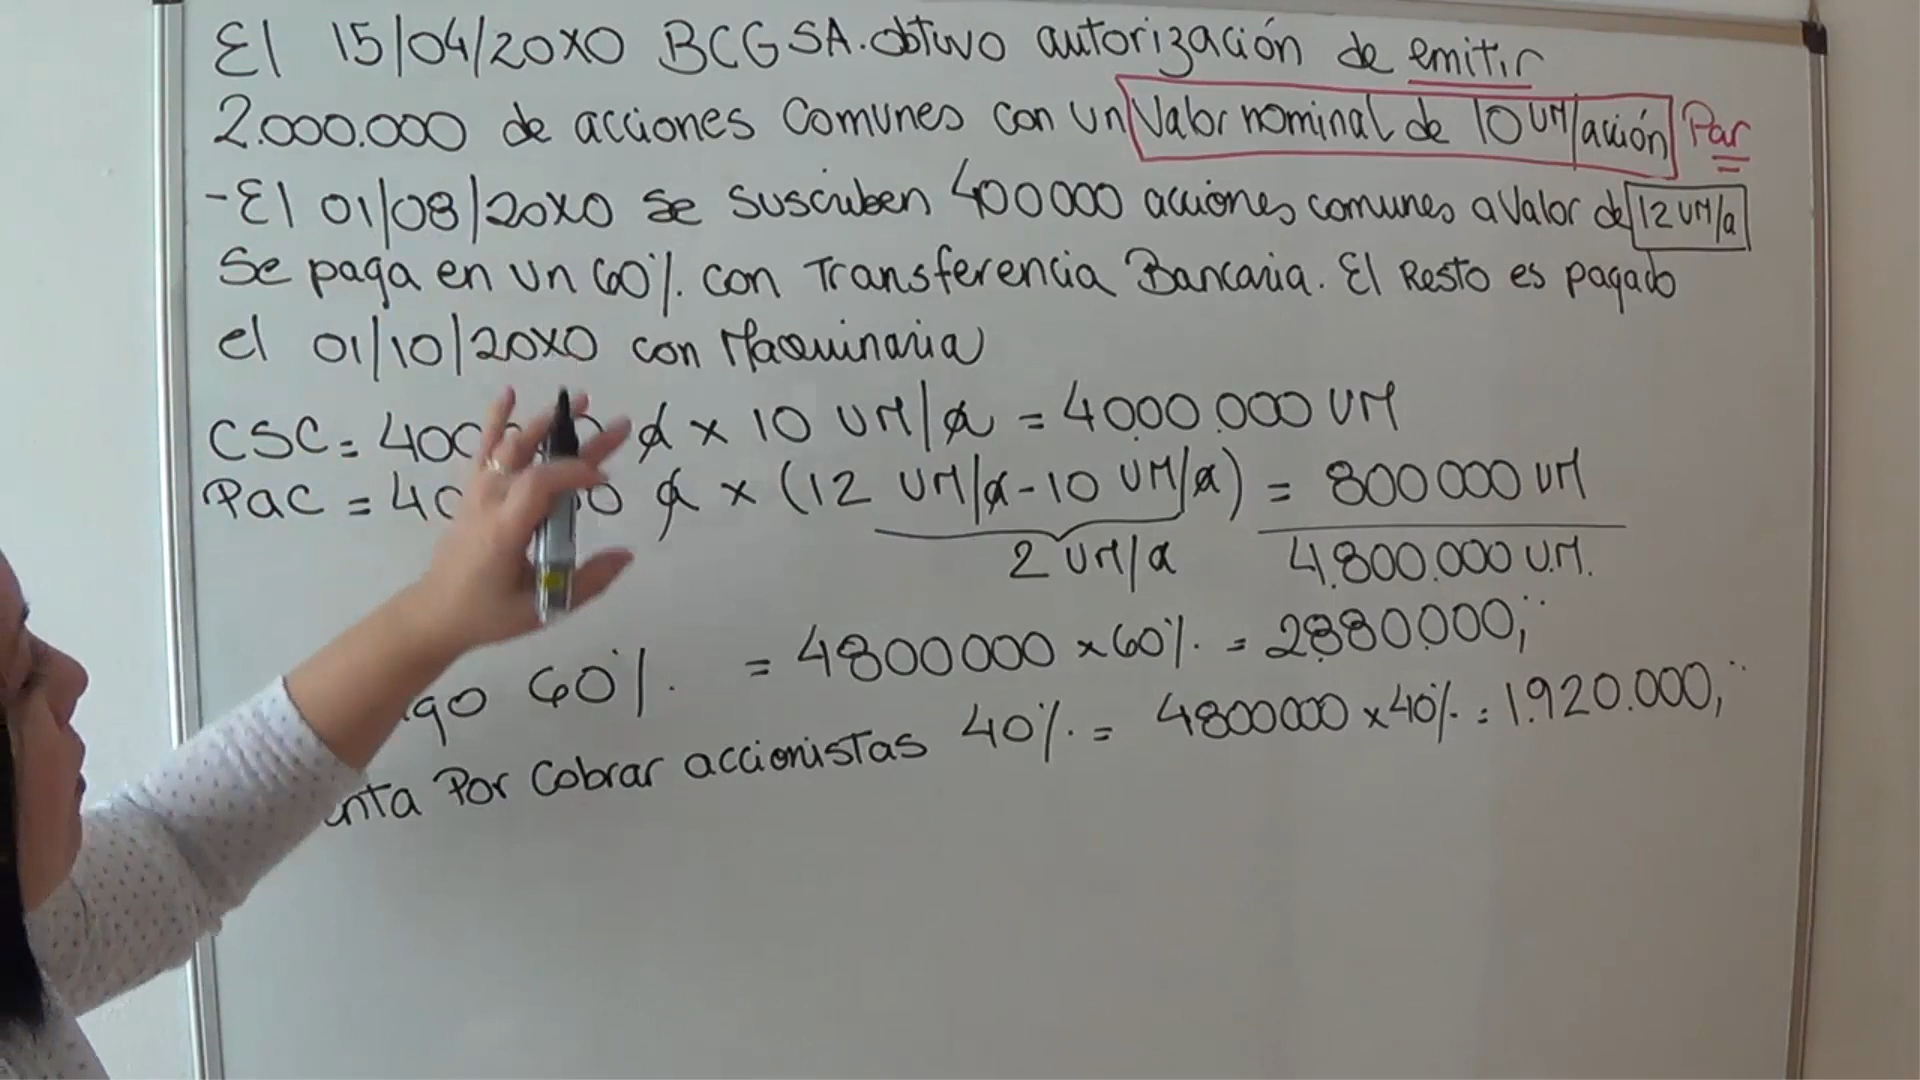 El 15/04/20X0 BCG SA. obtuvo autorización de emitir
2.000.000 de acciones comunes con un Valor nominal de 10 UM/acción Par
- El 01/08/20X0 se suscriben 400000 acciones comunes a Valor de 12 UM/a
Se paga en un 60%. con Transferencia Bancaria. El Resto es pagado
el 01/10/20X0 con Maquinaria
CSC = 400 a x 10 UM/a = 4000.000 UM
PaC = 40 a x (12 UM/a - 10 UM/a) = 800000 UM
2 UM/a 4.800.000 U.M.
60%. = 4800000 x 60%. = 2880.000,
Por Cobrar accionistas 40%. = 4800000 x 40%. = 1.920.000,